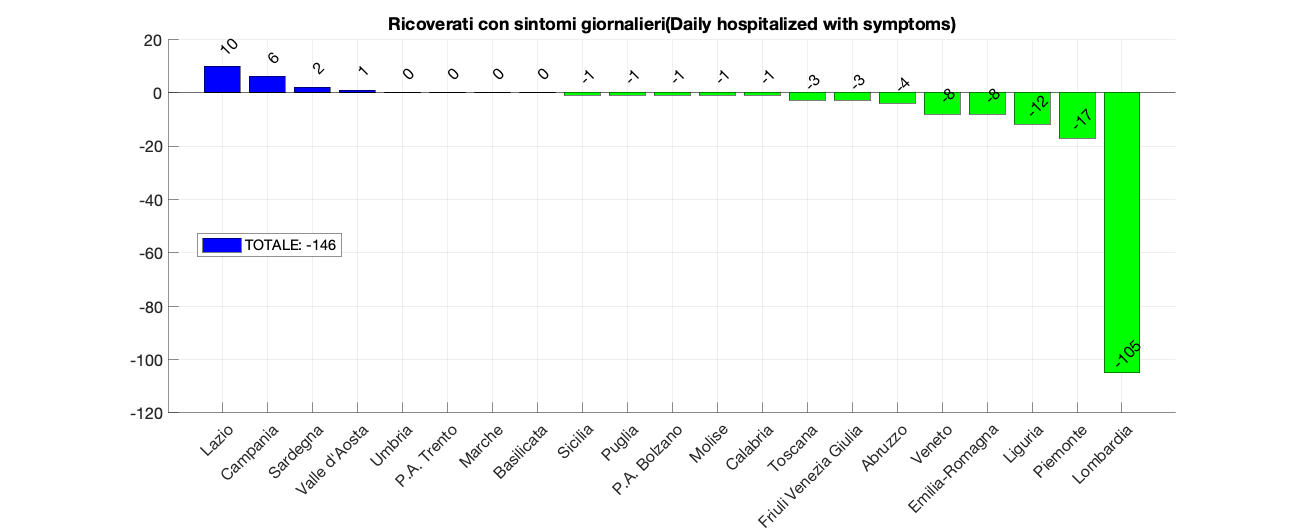 Ricoverati con sintomi giornalieri(Daily hospitalized with symptoms)
20
0
-20
-40
-60
-80
-100
-120
10
6
2
1
0
0
0
0
-1
-1
-1
-1
-1
-3
-3
-4
-8
-8
-12
-17
-105
TOTALE: -146
Lazio
Campania
Sardegna
Valle d'Aosta
Umbria
P.A. Trento
Marche
Basilicata
Sicilia
Puglia
P.A. Bolzano
Molise
Calabria
Toscana
Friuli Venezia Giulia
Abruzzo
Veneto
Emilia-Romagna
Liguria
Piemonte
Lombardia